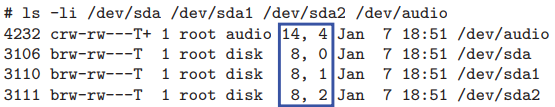 # ls -li /dev/sda /dev/sda1 /dev/sda2 /dev/audio
4232 crw-rw---T+ 1 root audio 14, 4 Jan 7 18:51 /dev/audio
3106 brw-rw---T 1 root disk 8, 0 Jan 7 18:51 /dev/sda
3110 brw-rw---T 1 root disk 8, 1 Jan 7 18:51 /dev/sda1
3111 brw-rw---T 1 root disk 8, 2 Jan 7 18:51 /dev/sda2